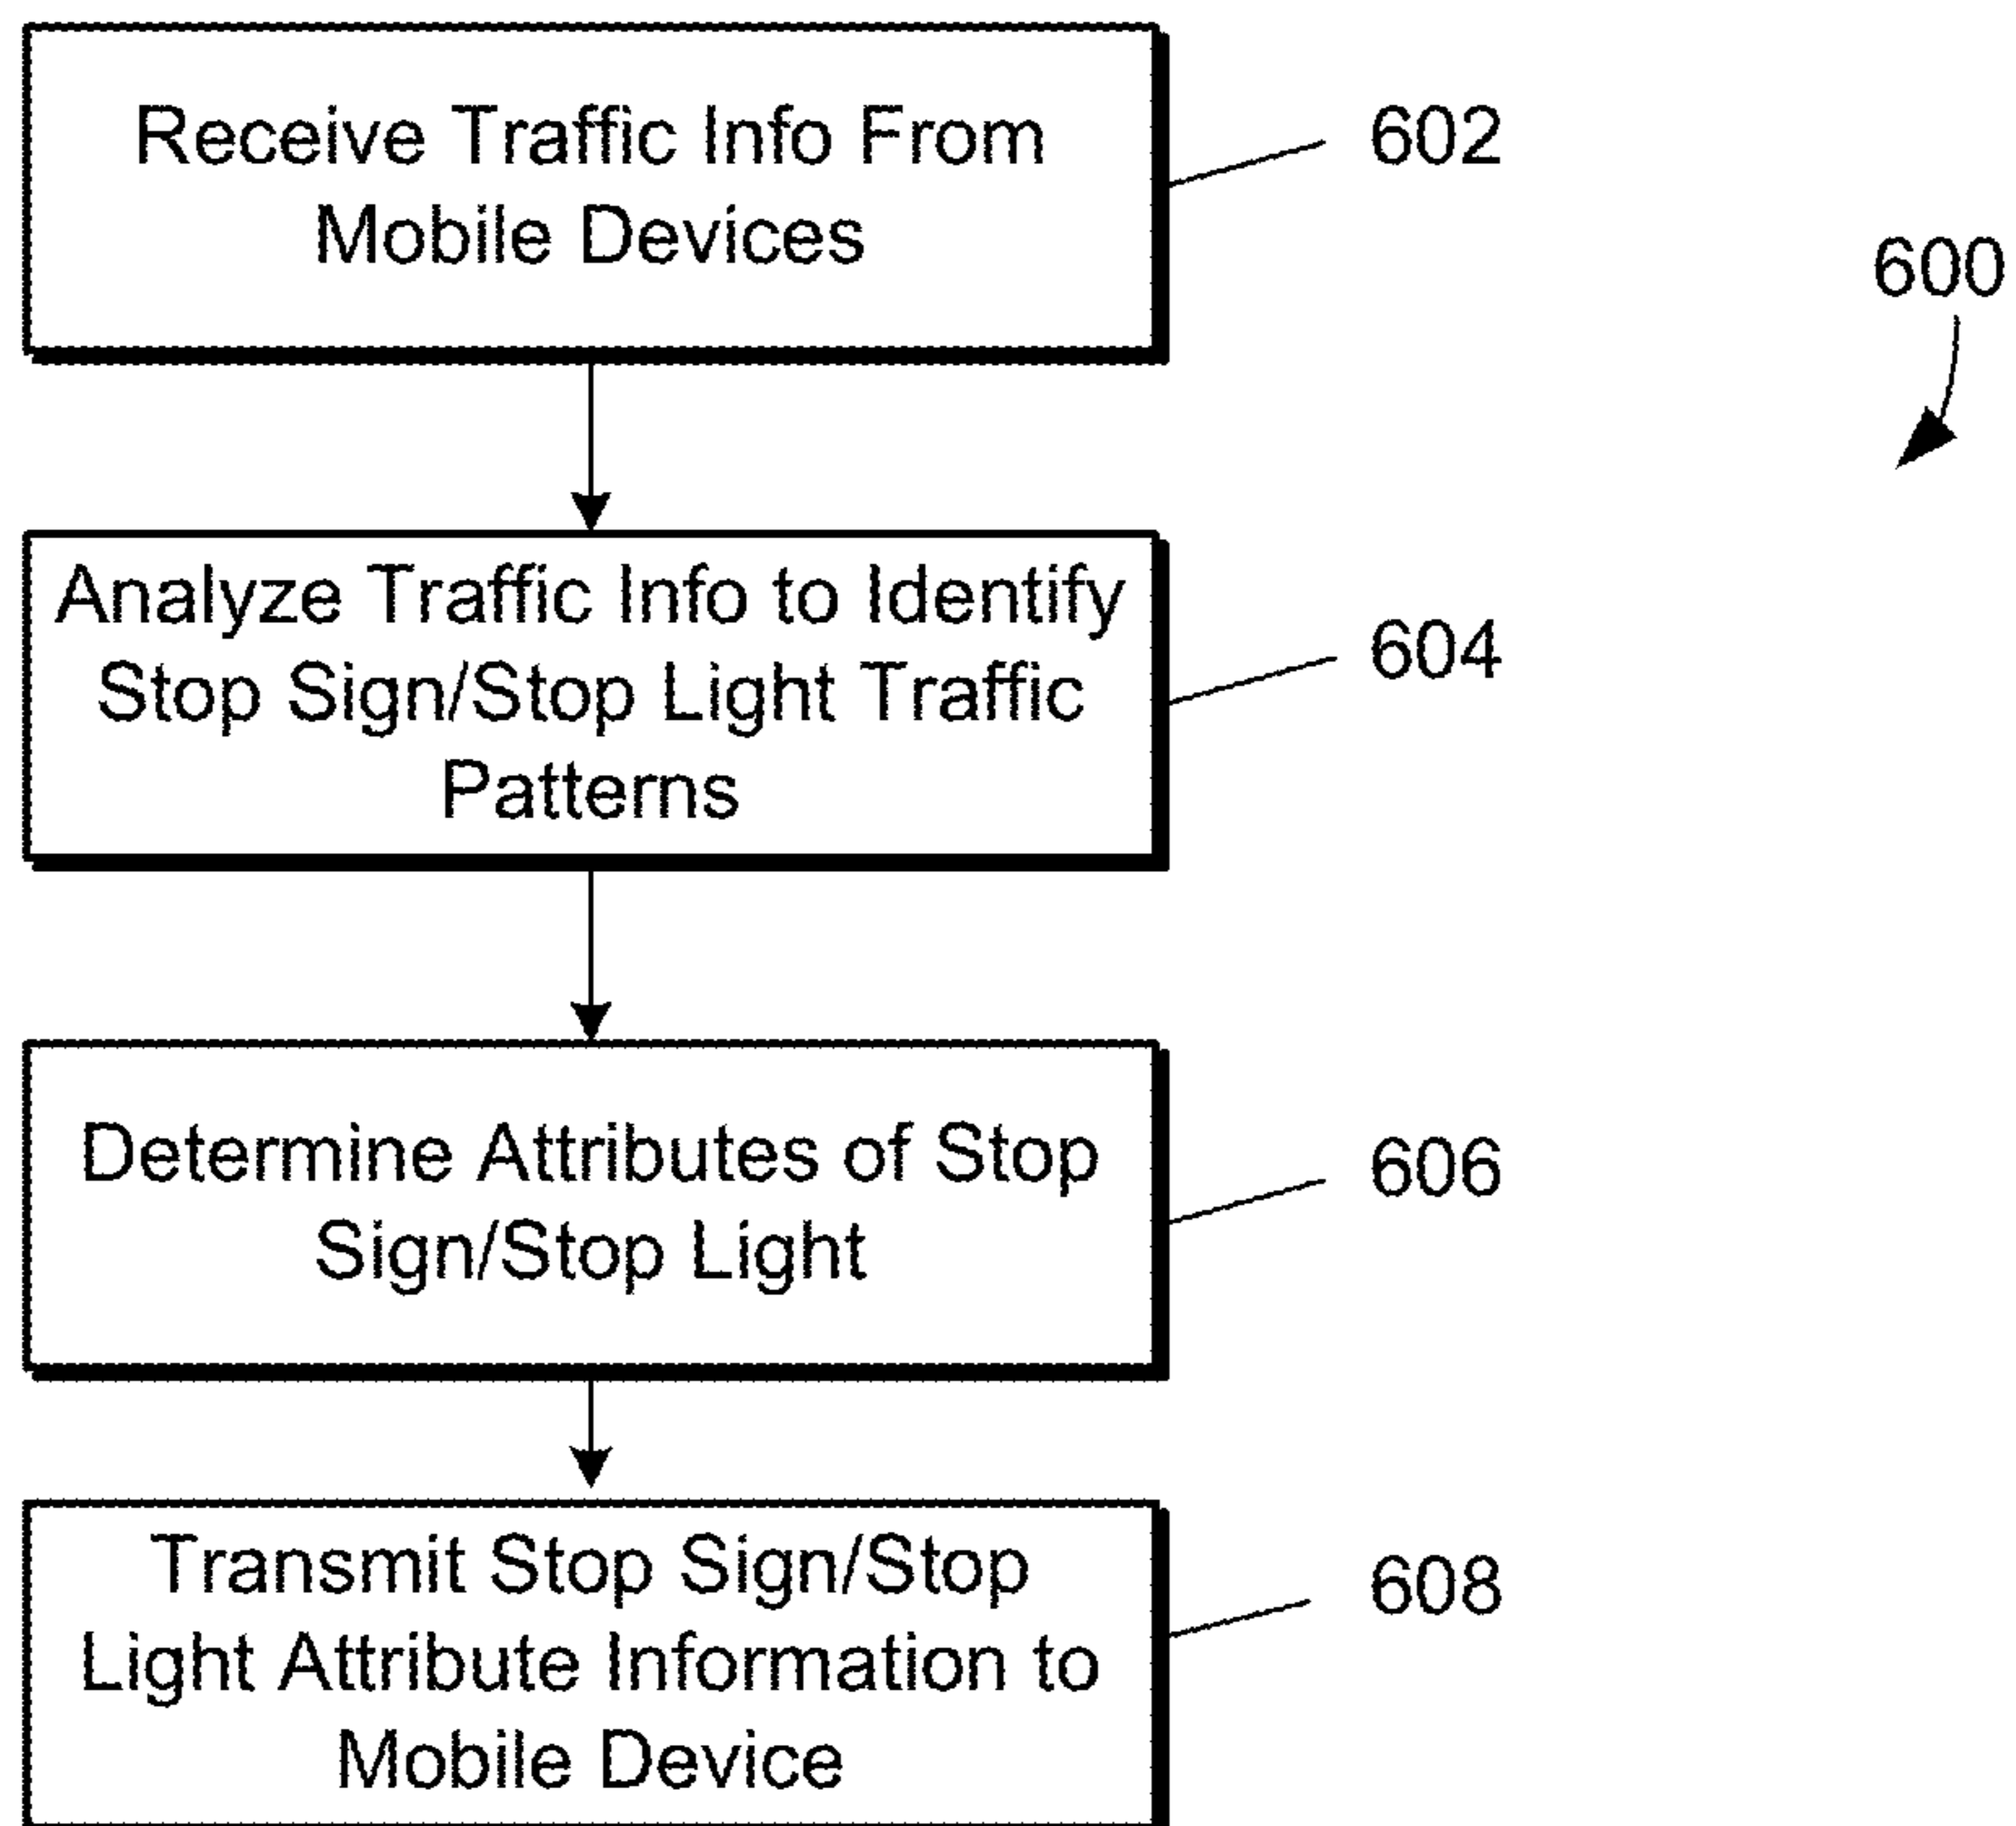 Receive Traffic Info From
Mobile Devices
602
600
Analyze Traffic Info to Identify
Stop Sign/Stop Light Traffic
Patterns
604
Determine Attributes of Stop
Sign/Stop Light
606
Transmit Stop Sign/Stop
Light Attribute Information to
Mobile Device
608